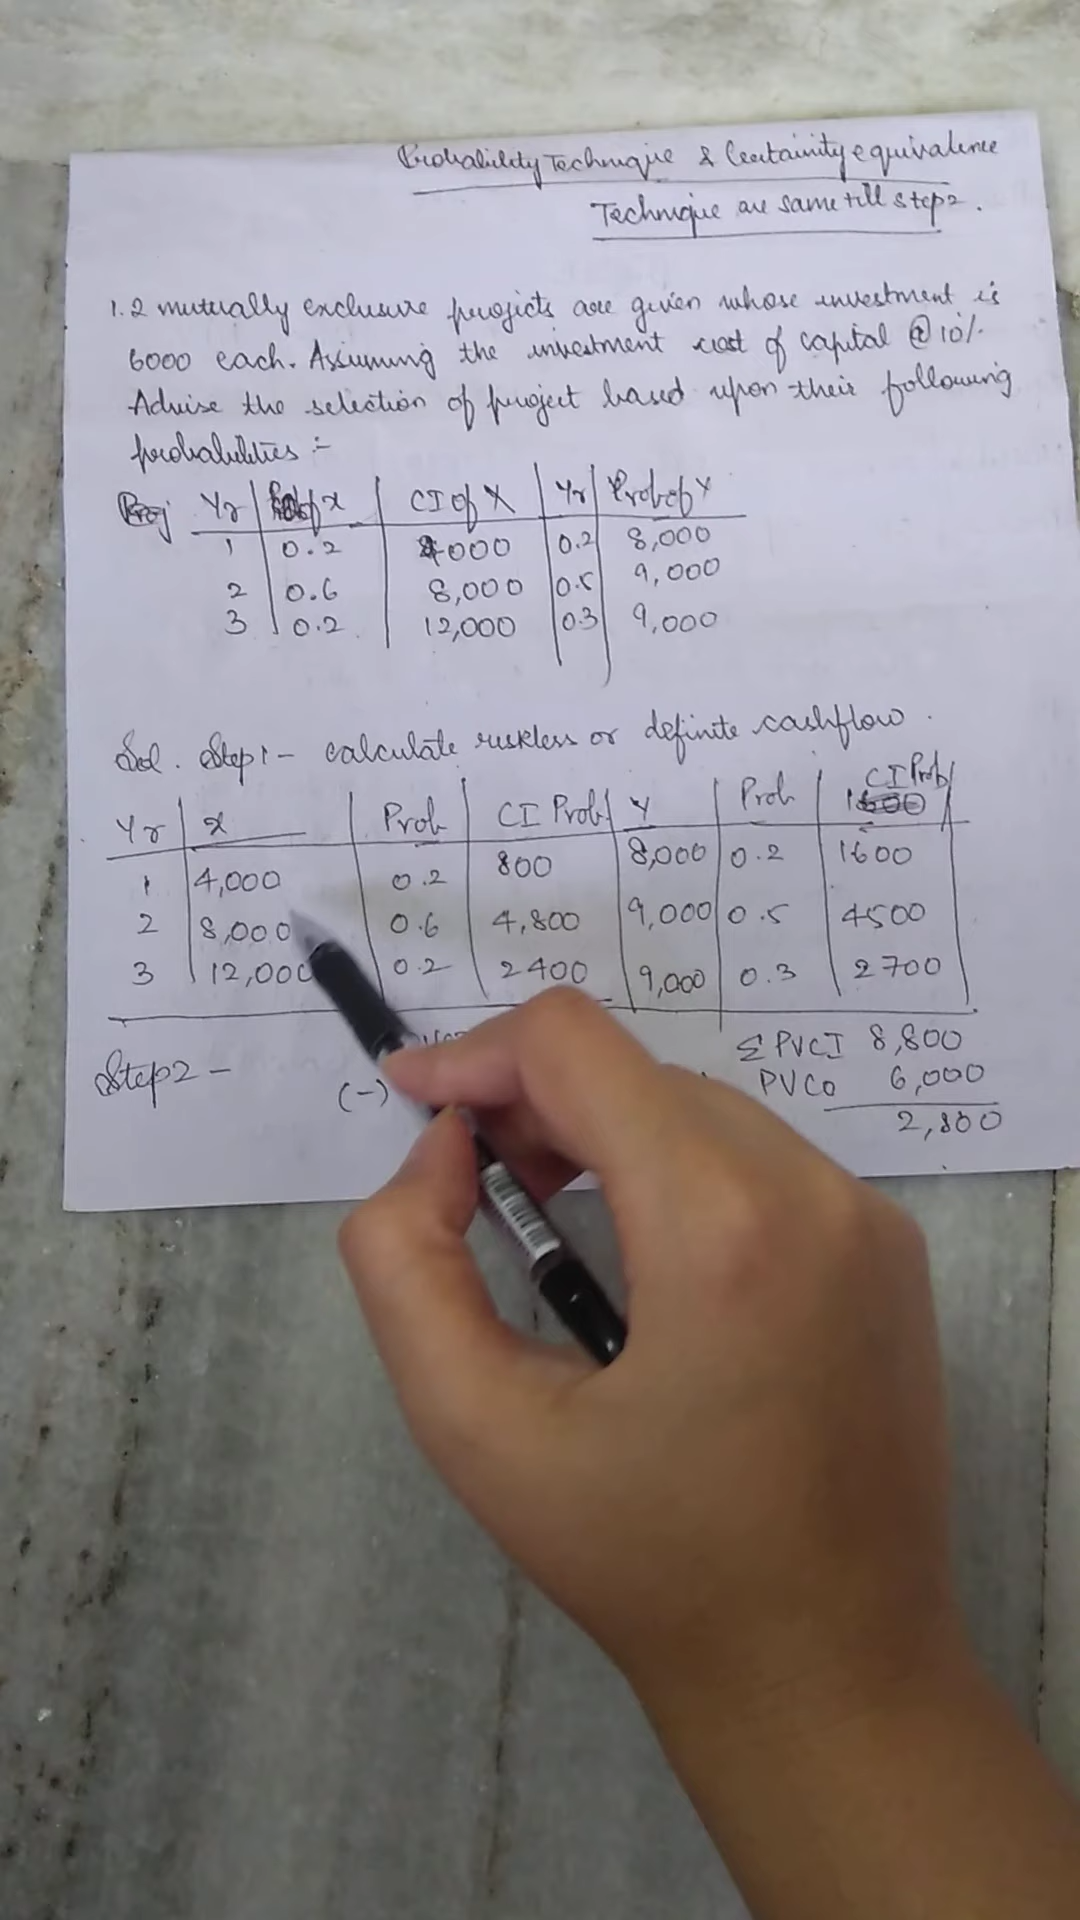 Probability Technique & Certainity equivalence
Technique are same till step 2.
1. 2 mutually exclusive projects are given whose investment is
6000 each. Assuming the investment cost of capital @ 10%
Advise the selection of project based upon their following
probabilities :-
Proj Yr x CI of X Yr Prob of Y
1 0.2 4000 0.2 8,000
2 0.6 8,000 0.5 9,000
3 0.2 12,000 0.3 9,000
Sol. Step 1 - calculate riskless or definite cashflow.
Yr x Prob CI Prob Y Prob CI Prob
1 4,000 0.2 800 8,000 0.2 1600
2 8,000 0.6 4,800 9,000 0.5 4500
3 12,000 0.2 2400 9,000 0.3 2700
Step 2 -
(-)
Σ PVCI 8,800
PVCO 6,000
2,800